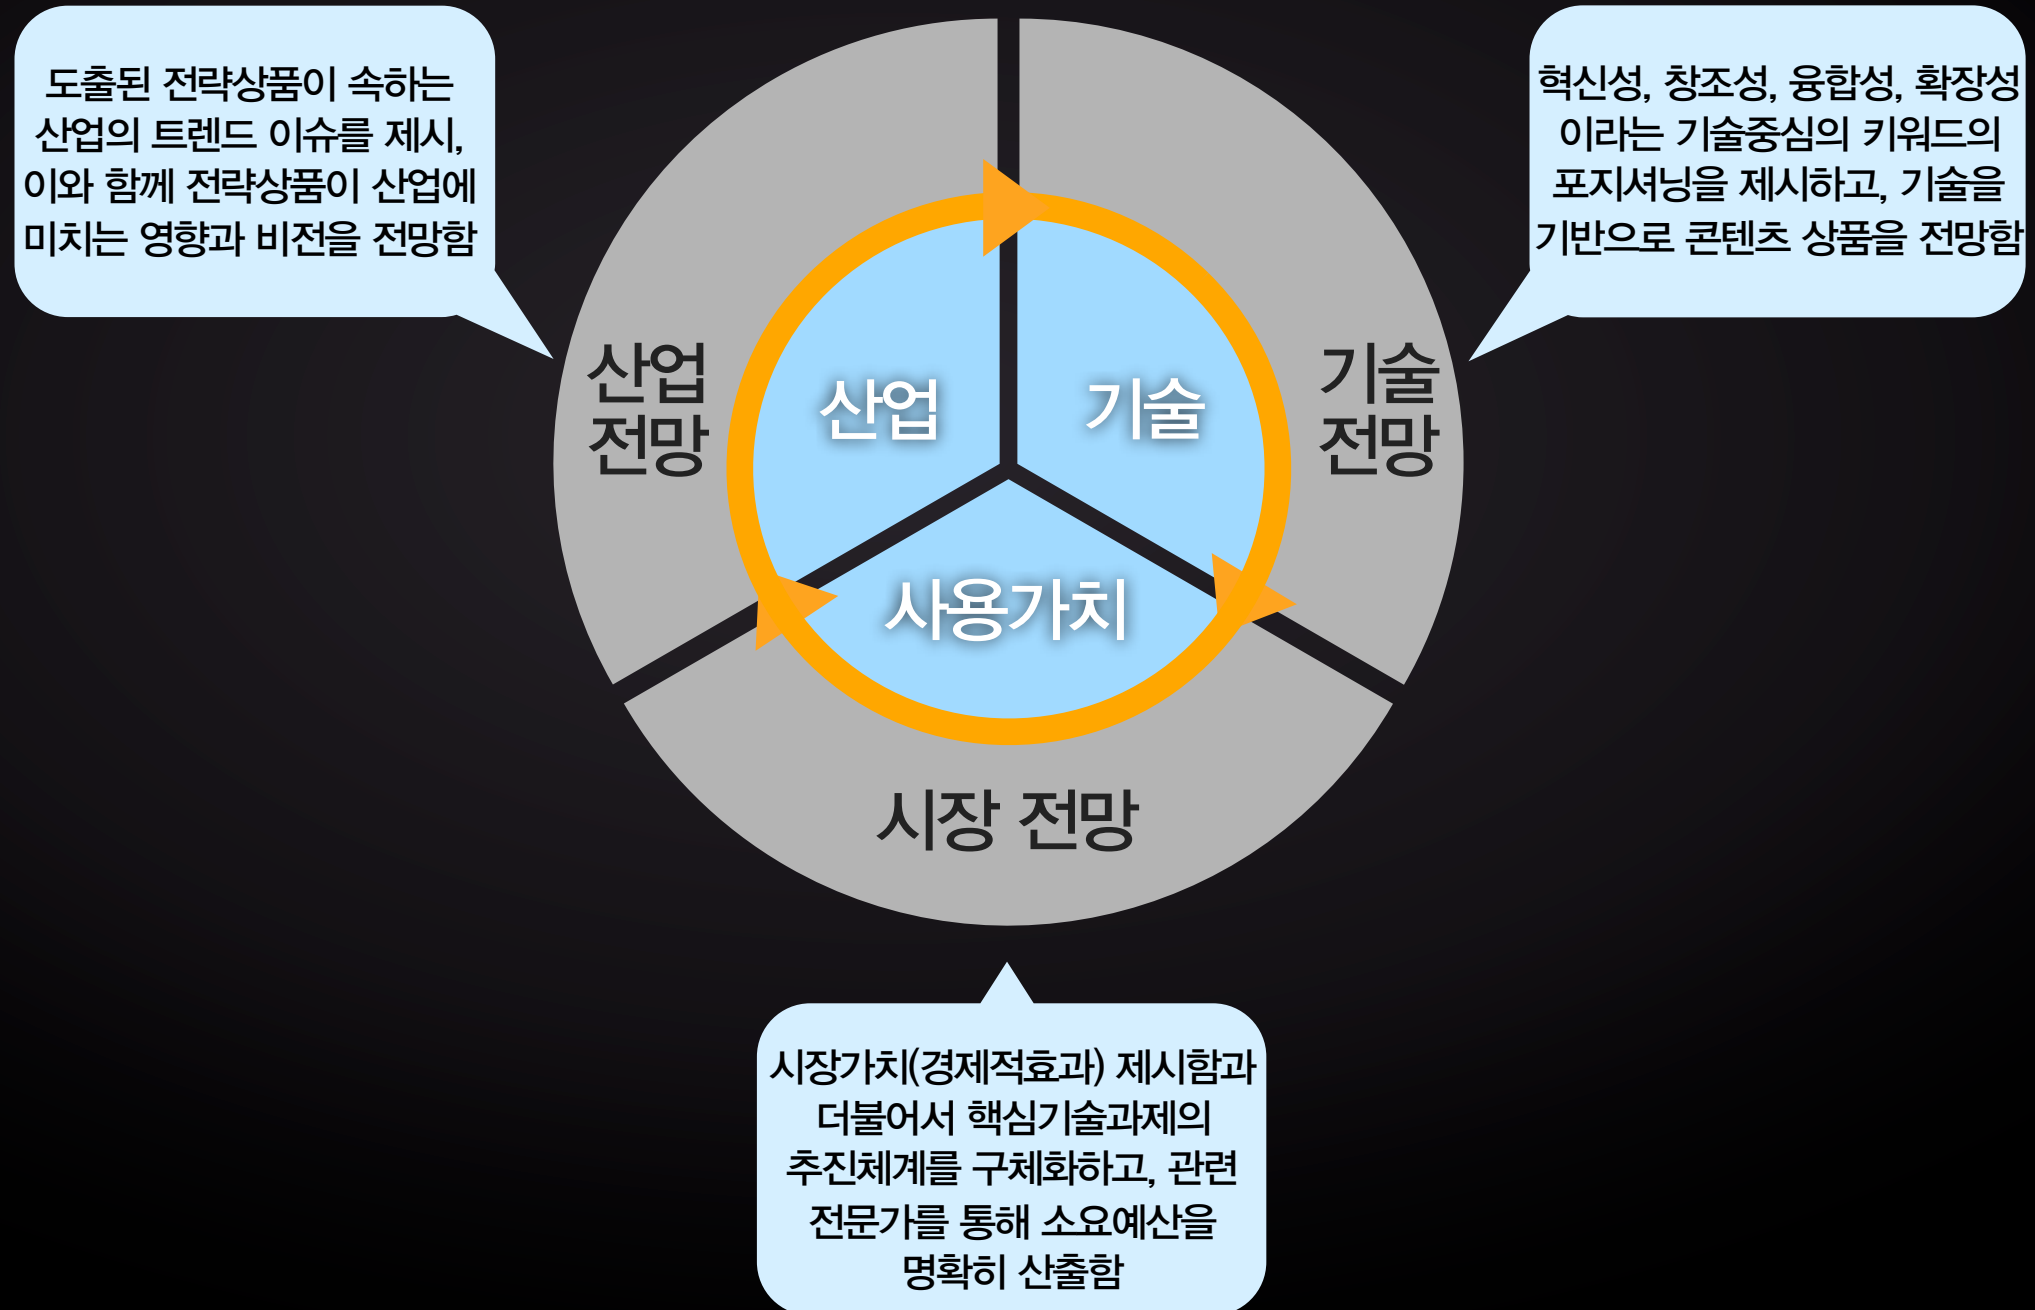 도출된 전략상품이 속하는
산업의 트렌드 이슈를 제시,
이와 함께 전략상품이 산업에
미치는 영향과 비전을 전망함
혁신성, 창조성, 융합성, 확장성
이라는 기술중심의 키워드의
포지셔닝을 제시하고, 기술을
기반으로 콘텐츠 상품을 전망함
산업
전망
산업
기술
기술
전망
사용가치
시장 전망
시장가치(경제적효과) 제시함과
더불어서 핵심기술과제의
추진체계를 구체화하고, 관련
전문가를 통해 소요예산을
명확히 산출함